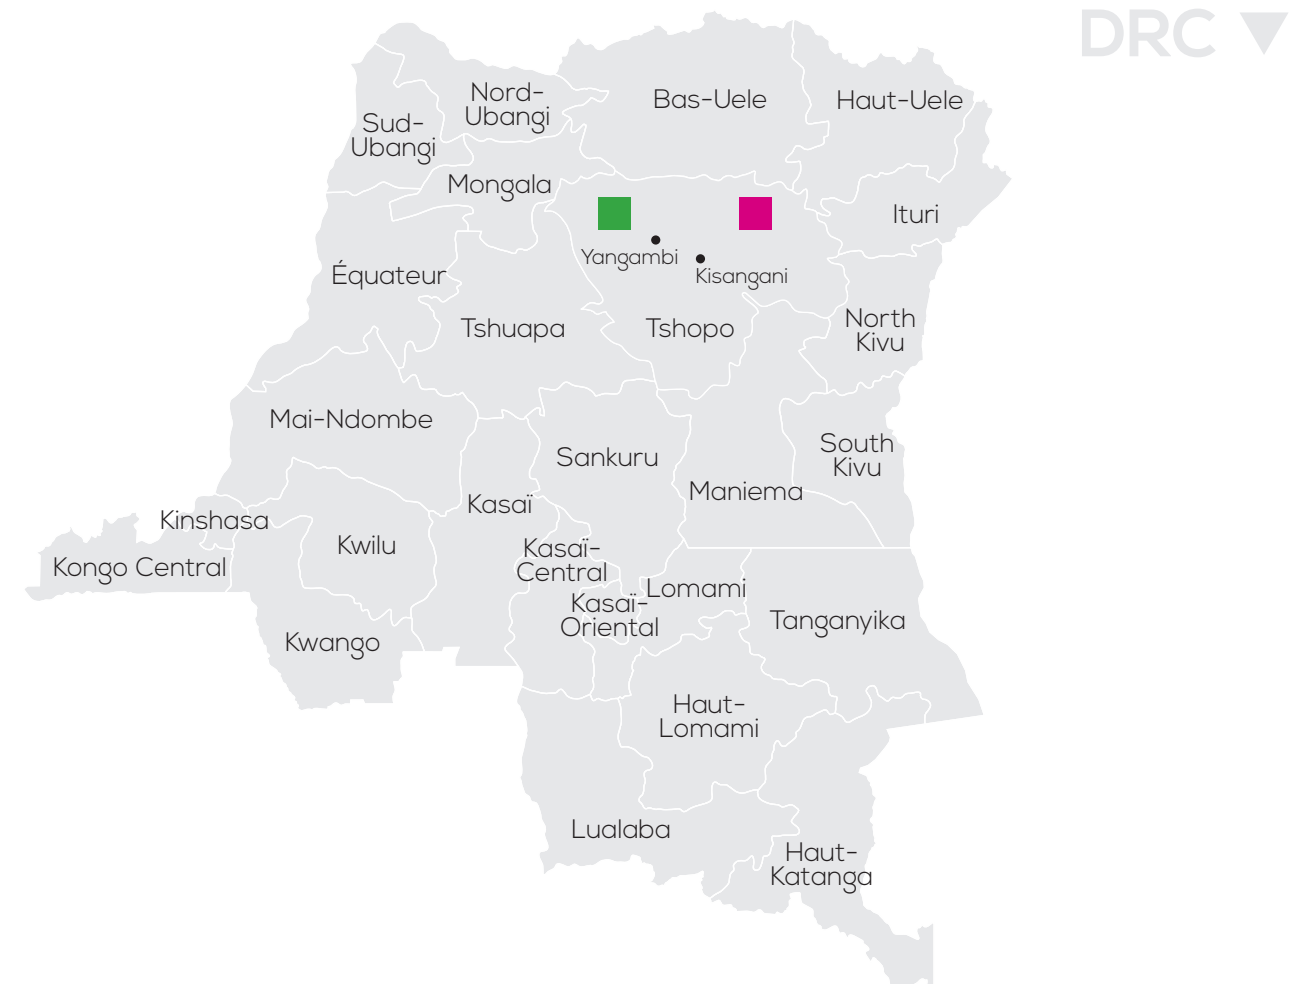 DRC
Nord-
Ubangi
Bas-Uele
Haut-Uele
Sud-
Ubangi
Mongala
Ituri
Yangambi
Kisangani
Équateur
Tshuapa
Tshopo
North
Kivu
Mai-Ndombe
Sankuru
South
Kivu
Maniema
Kasaï
Kinshasa
Kwilu
Kasaï-
Central
Kongo Central
Lomami
Kasaï-
Oriental
Tanganyika
Kwango
Haut-
Lomami
Lualaba
Haut-
Katanga